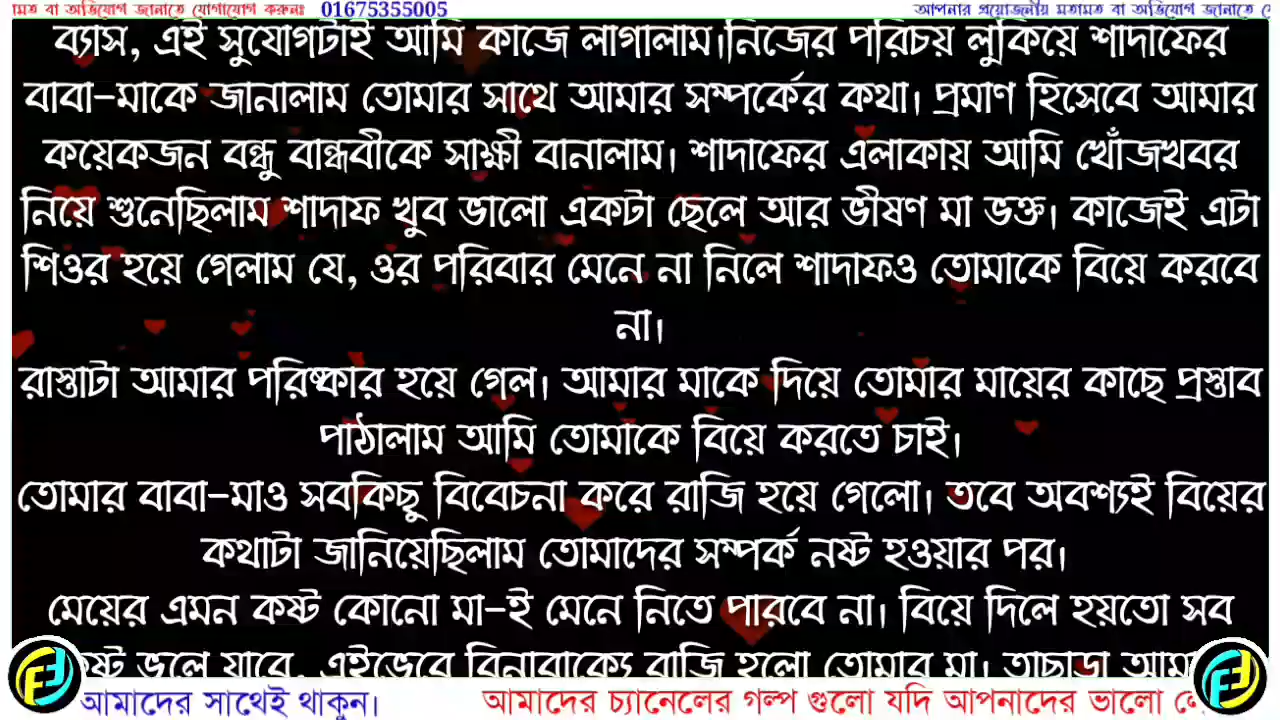 মত বা অভিযোগ জানাতে যোগাযোগ করুনঃ 01675355005 আপনার প্রয়োজনীয় মতামত বা অভিযোগ জানাতে
ব্যাস, এই সুযোগটাই আমি কাজে লাগালাম।নিজের পরিচয় লুকিয়ে শাদাফের
বাবা-মাকে জানালাম তোমার সাথে আমার সম্পর্কের কথা। প্রমাণ হিসেবে আমার
কয়েকজন বন্ধু বান্ধবীকে সাক্ষী বানালাম। শাদাফের এলাকায় আমি খোঁজখবর
নিয়ে শুনেছিলাম শাদাফ খুব ভালো একটা ছেলে আর ভীষণ মা ভক্ত। কাজেই এটা
শিওর হয়ে গেলাম যে, ওর পরিবার মেনে না নিলে শাদাফও তোমাকে বিয়ে করবে
না।
রাস্তাটা আমার পরিষ্কার হয়ে গেল। আমার মাকে দিয়ে তোমার মায়ের কাছে প্রস্তাব
পাঠালাম আমি তোমাকে বিয়ে করতে চাই।
তোমার বাবা-মাও সবকিছু বিবেচনা করে রাজি হয়ে গেলো। তবে অবশ্যই বিয়ের
কথাটা জানিয়েছিলাম তোমাদের সম্পর্ক নষ্ট হওয়ার পর।
মেয়ের এমন কষ্ট কোনো মা-ই মেনে নিতে পারবে না। বিয়ে দিলে হয়তো সব
ভুলে যাবে, এইভেবে বিনাবাক্যে রাজি হলো তোমার মা। তাছাড়া
আমাদের সাথেই থাকুন। আমাদের চ্যানেলের গল্প গুলো যদি আপনাদের ভালো